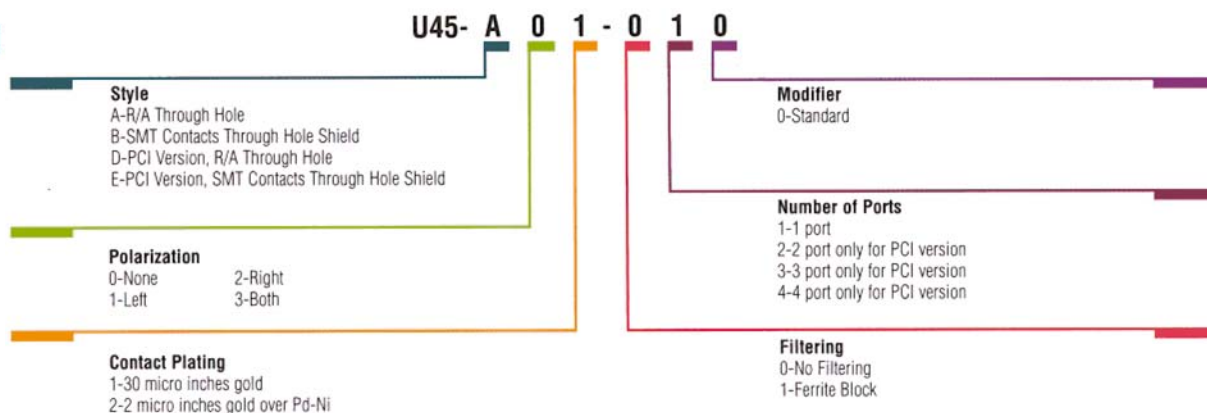 U45- A 0 1 - 0 1 0
Style
A-R/A Through Hole
B-SMT Contacts Through Hole Shield
D-PCI Version, R/A Through Hole
E-PCI Version, SMT Contacts Through Hole Shield
Polarization
0-None 2-Right
1-Left 3-Both
Contact Plating
1-30 micro inches gold
2-2 micro inches gold over Pd-Ni
Modifier
0-Standard
Number of Ports
1-1 port
2-2 port only for PCI version
3-3 port only for PCI version
4-4 port only for PCI version
Filtering
0-No Filtering
1-Ferrite Block